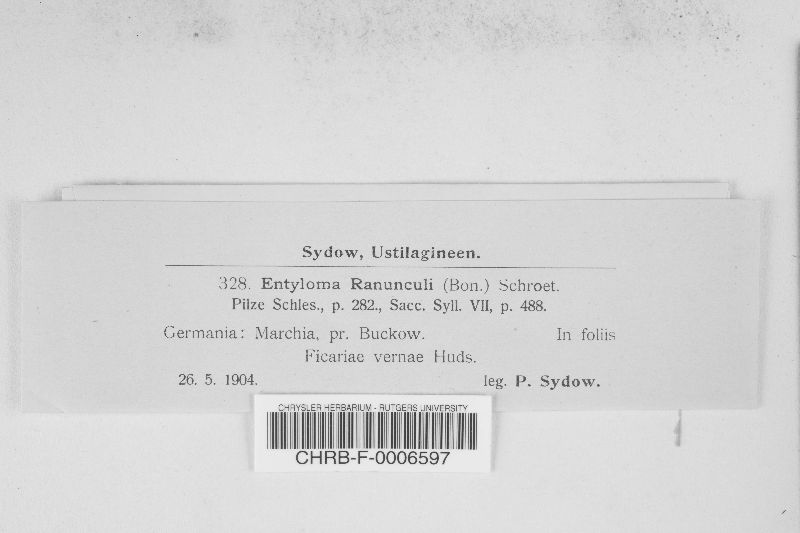 Sydow, Ustilagineen.
328. Entyloma Ranunculi (Bon.) Schroet.
Pilze Schles., p. 282., Sacc. Syll. VII, p. 488.
Germania: Marchia, pr. Buckow. In foliis
Ficariae vernae Huds.
26. 5. 1904. leg. P. Sydow.
CHRYSLER HERBARIUM - RUTGERS UNIVERSITY
CHRB-F-0006597